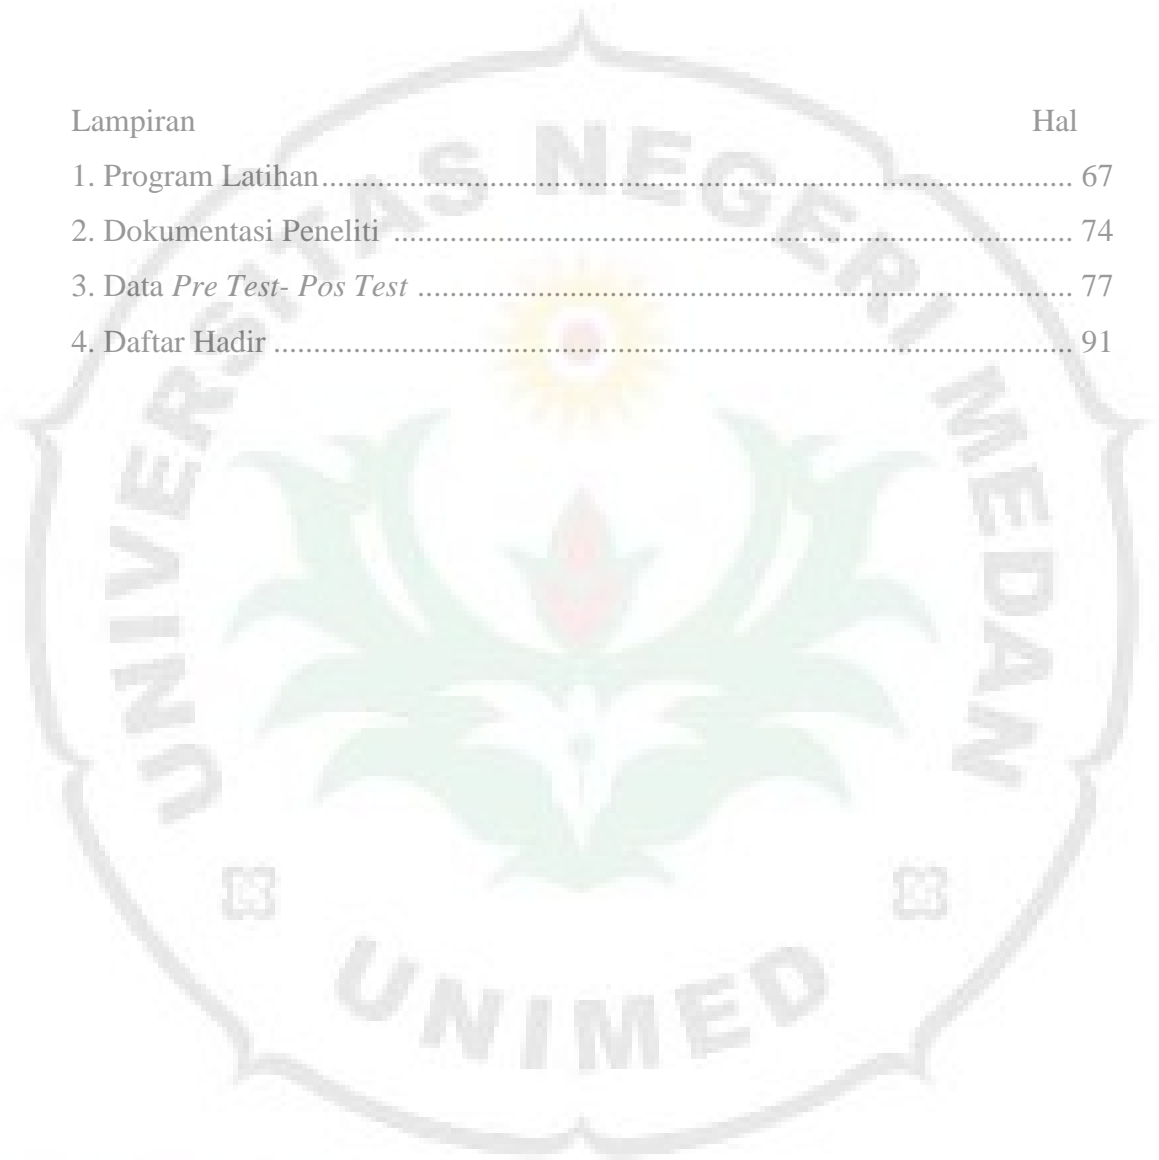 Lampiran Hal
1. Program Latihan............................................................................................... 67
2. Dokumentasi Peneliti ...................................................................................... 74
3. Data Pre Test- Pos Test ................................................................................... 77
4. Daftar Hadir ..................................................................................................... 91
UNIVERSITAS NEGERI MEDAN
UNIMED